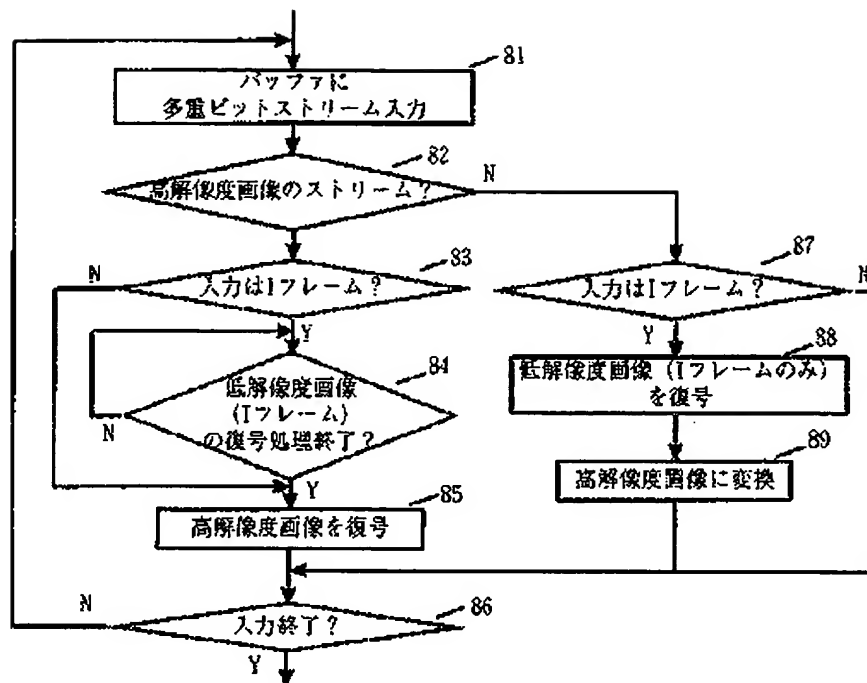 81
バッファに
多重ビットストリーム入力
82
高解像度画像のストリーム？
N
83
N
入力はIフレーム？
Y
87
入力はIフレーム？
N
Y
84
低解像度画像
(Iフレーム)
の復号処理終了？
N
Y
88
低解像度画像 (Iフレームのみ)
を復号
89
高解像度画像に変換
85
高解像度画像を復号
N
86
入力終了？
Y